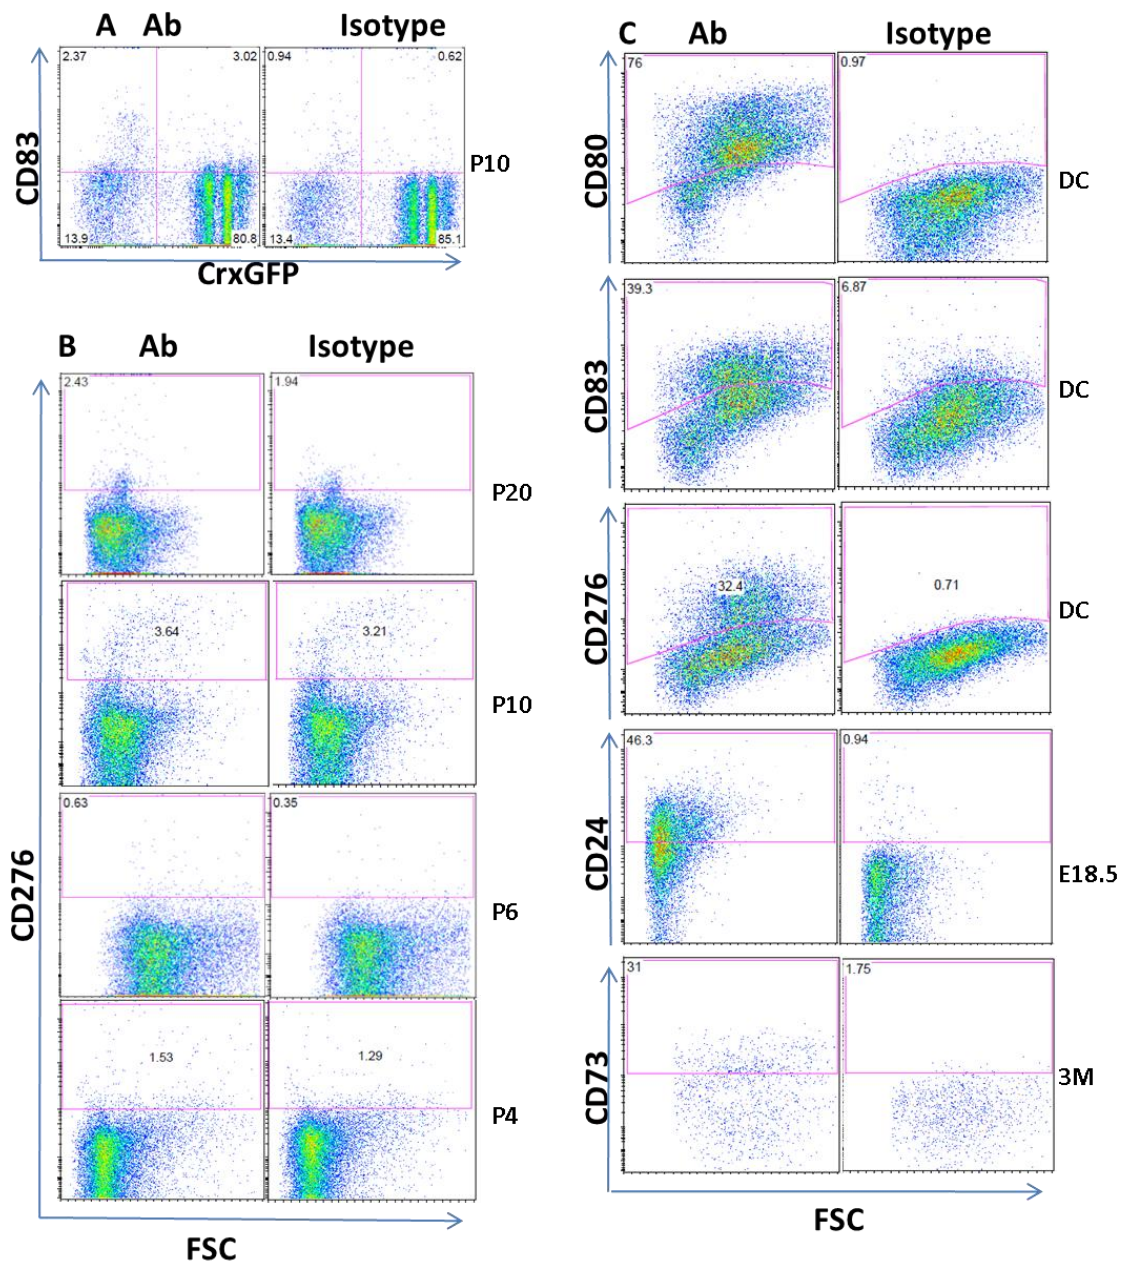 A Ab Isotype
2.37 3.02 0.94 0.62
CD83
P10
13.9 80.8 13.4 85.1
CrxGFP
B Ab Isotype
2.43 1.94
P20
3.64 3.21
P10
0.63 0.35
CD276
P6
1.53 1.29
P4
FSC
C Ab Isotype
76 0.97
CD80
DC
39.3 6.87
CD83
DC
CD276
32.4 0.71
DC
46.3 0.94
CD24
E18.5
31 1.75
CD73
3M
FSC